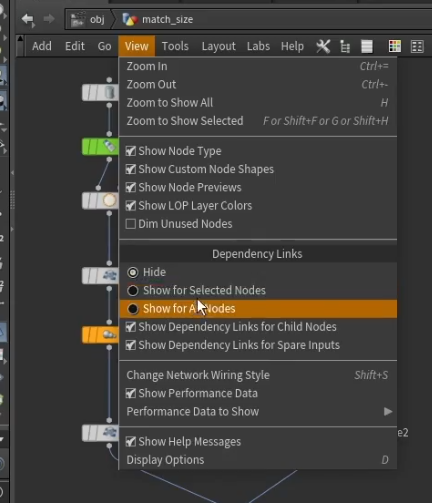 obj match_size
Add Edit Go View Tools Layout Labs Help
Zoom In Ctrl+=
Zoom Out Ctrl+-
Zoom to Show All H
Zoom to Show Selected F or Shift+F or G or Shift+H
Show Node Type
Show Custom Node Shapes
Show Node Previews
Show LOP Layer Colors
Dim Unused Nodes
Dependency Links
Hide
Show for Selected Nodes
Show for All Nodes
Show Dependency Links for Child Nodes
Show Dependency Links for Spare Inputs
Change Network Wiring Style Shift+S
Show Performance Data
Performance Data to Show
e2
Show Help Messages
Display Options D